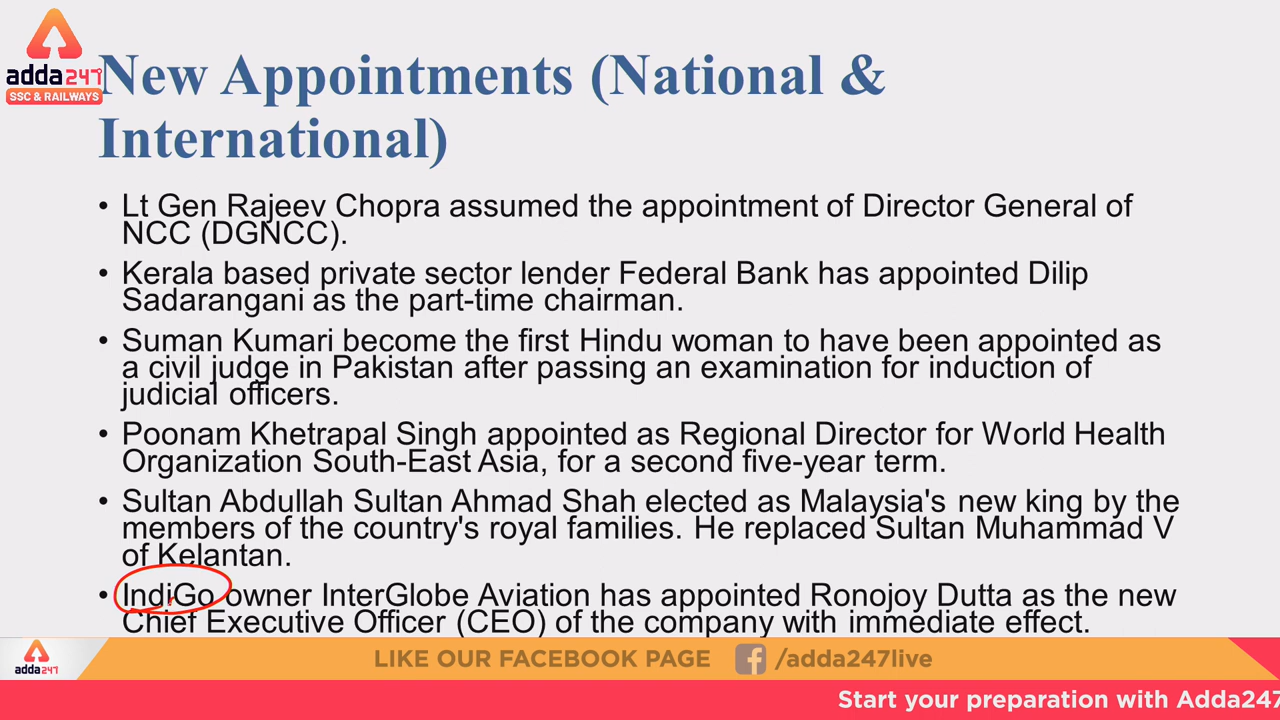 adda247
SSC & RAILWAYS
New Appointments (National &
International)
• Lt Gen Rajeev Chopra assumed the appointment of Director General of
NCC (DGNCC).
• Kerala based private sector lender Federal Bank has appointed Dilip
Sadarangani as the part-time chairman.
• Suman Kumari become the first Hindu woman to have been appointed as
a civil judge in Pakistan after passing an examination for induction of
judicial officers.
• Poonam Khetrapal Singh appointed as Regional Director for World Health
Organization South-East Asia, for a second five-year term.
• Sultan Abdullah Sultan Ahmad Shah elected as Malaysia's new king by the
members of the country's royal families. He replaced Sultan Muhammad V
of Kelantan.
• IndiGo owner InterGlobe Aviation has appointed Ronojoy Dutta as the new
Chief Executive Officer (CEO) of the company with immediate effect.
adda247
LIKE OUR FACEBOOK PAGE /adda247live
Start your preparation with Adda247